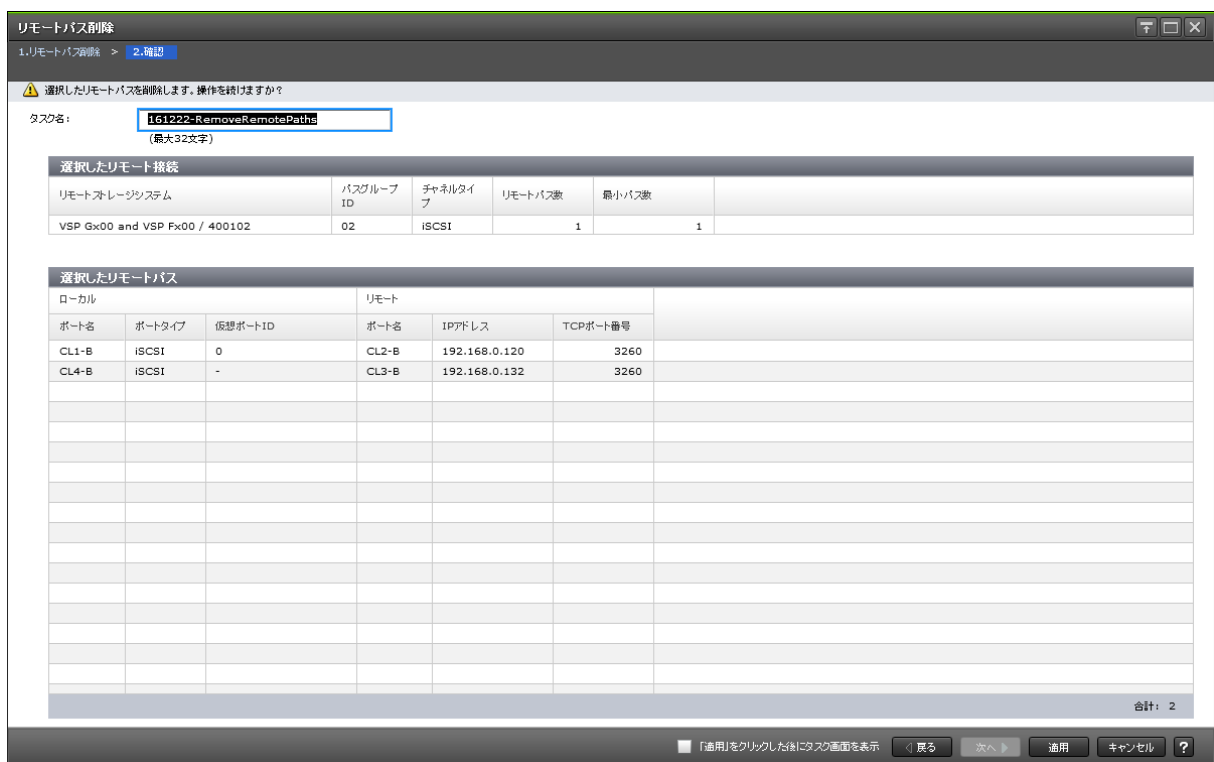 リモートパス削除
1.リモートパス削除 > 2.確認
選択したリモートパスを削除します。操作を続けますか?
タスク名: 161222-RemoveRemotePaths
(最大32文字)
選択したリモート接続
リモートストレージシステム パスグループID チャネルタイプ リモートパス数 最小パス数
VSP Gx00 and VSP Fx00 / 400102 02 iSCSI 1 1
選択したリモートパス
ローカル リモート
ポート名 ポートタイプ 仮想ポートID ポート名 IPアドレス TCPポート番号
CL1-B iSCSI 0 CL2-B 192.168.0.120 3260
CL4-B iSCSI - CL3-B 192.168.0.132 3260
合計: 2
「適用」をクリックした後にタスク画面を表示 戻る 次へ 適用 キャンセル ?